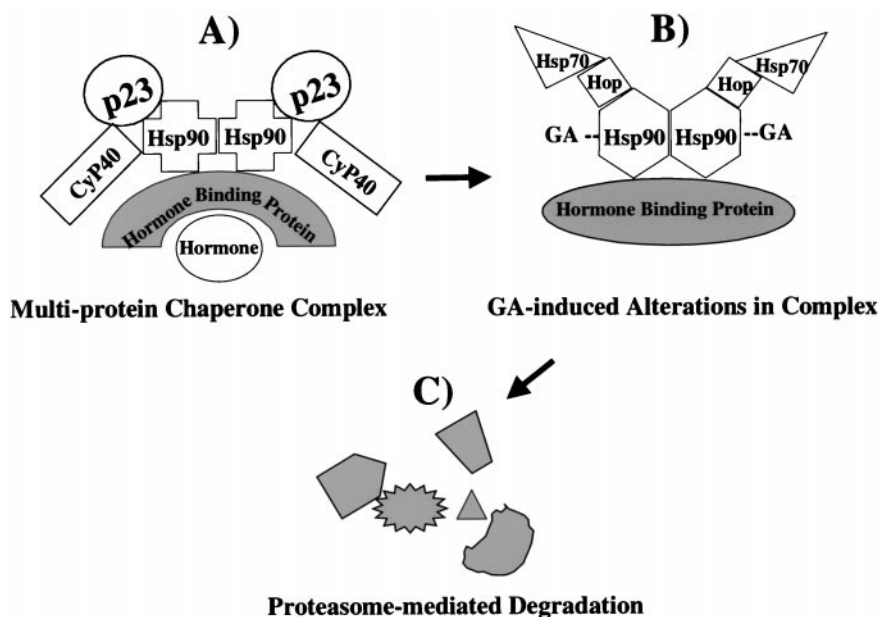 A)
p23
p23
Hsp90
Hsp90
CyP40
CyP40
Hormone Binding Protein
Hormone
Multi-protein Chaperone Complex
B)
Hsp70
Hsp70
Hop
Hop
GA --
Hsp90
Hsp90
--GA
Hormone Binding Protein
GA-induced Alterations in Complex
C)
Proteasome-mediated Degradation